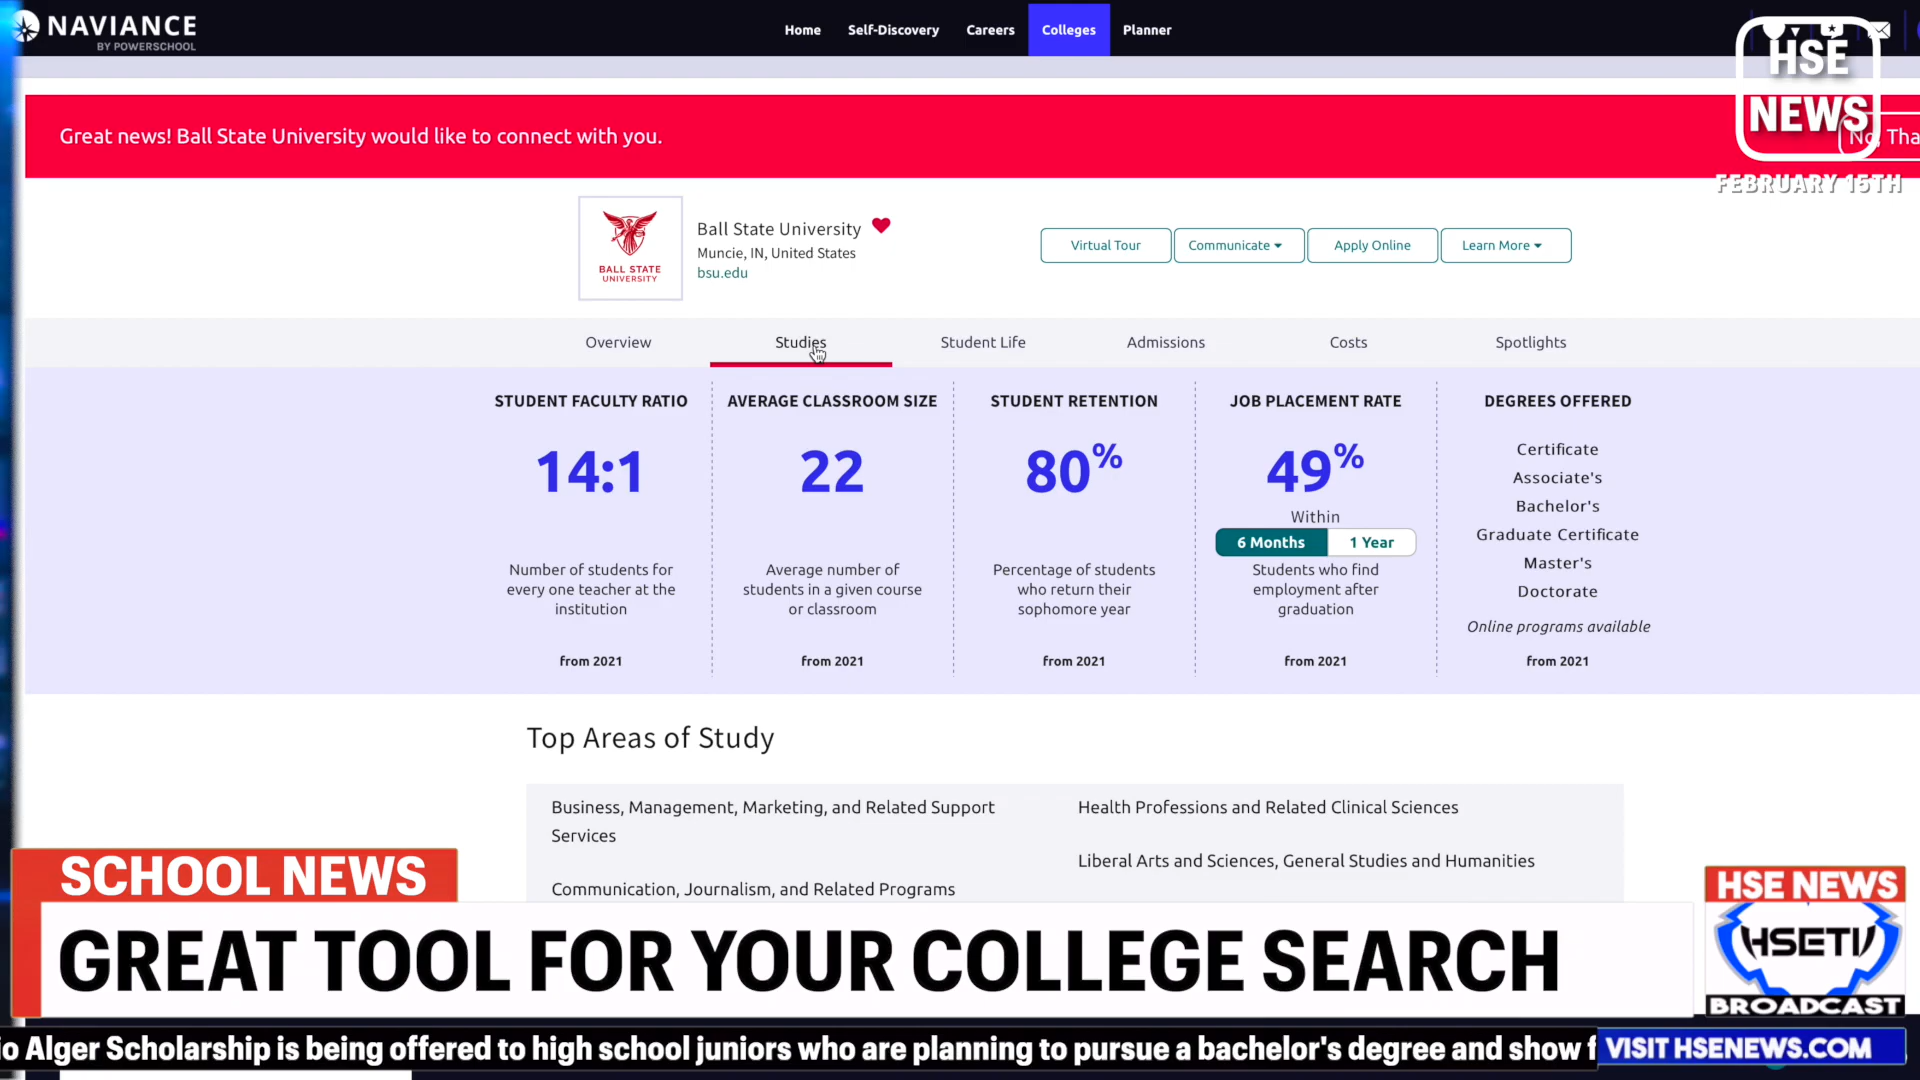 NAVIANCE
BY POWERSCHOOL
Home Self-Discovery Careers Colleges Planner
HSE
NEWS
FEBRUARY 15TH
Great news! Ball State University would like to connect with you.
No, Tha
BALL STATE
UNIVERSITY
Ball State University
Muncie, IN, United States
bsu.edu
Virtual Tour Communicate Apply Online Learn More
Overview Studies Student Life Admissions Costs Spotlights
STUDENT FACULTY RATIO
14:1
Number of students for
every one teacher at the
institution
from 2021
AVERAGE CLASSROOM SIZE
22
Average number of
students in a given course
or classroom
from 2021
STUDENT RETENTION
80%
Percentage of students
who return their
sophomore year
from 2021
JOB PLACEMENT RATE
49%
Within
6 Months 1 Year
Students who find
employment after
graduation
from 2021
DEGREES OFFERED
Certificate
Associate's
Bachelor's
Graduate Certificate
Master's
Doctorate
Online programs available
from 2021
Top Areas of Study
Business, Management, Marketing, and Related Support
Services
Communication, Journalism, and Related Programs
Health Professions and Related Clinical Sciences
Liberal Arts and Sciences, General Studies and Humanities
SCHOOL NEWS
GREAT TOOL FOR YOUR COLLEGE SEARCH
HSE NEWS
HSETV
BROADCAST
io Alger Scholarship is being offered to high school juniors who are planning to pursue a bachelor's degree and show f
VISIT HSENEWS.COM